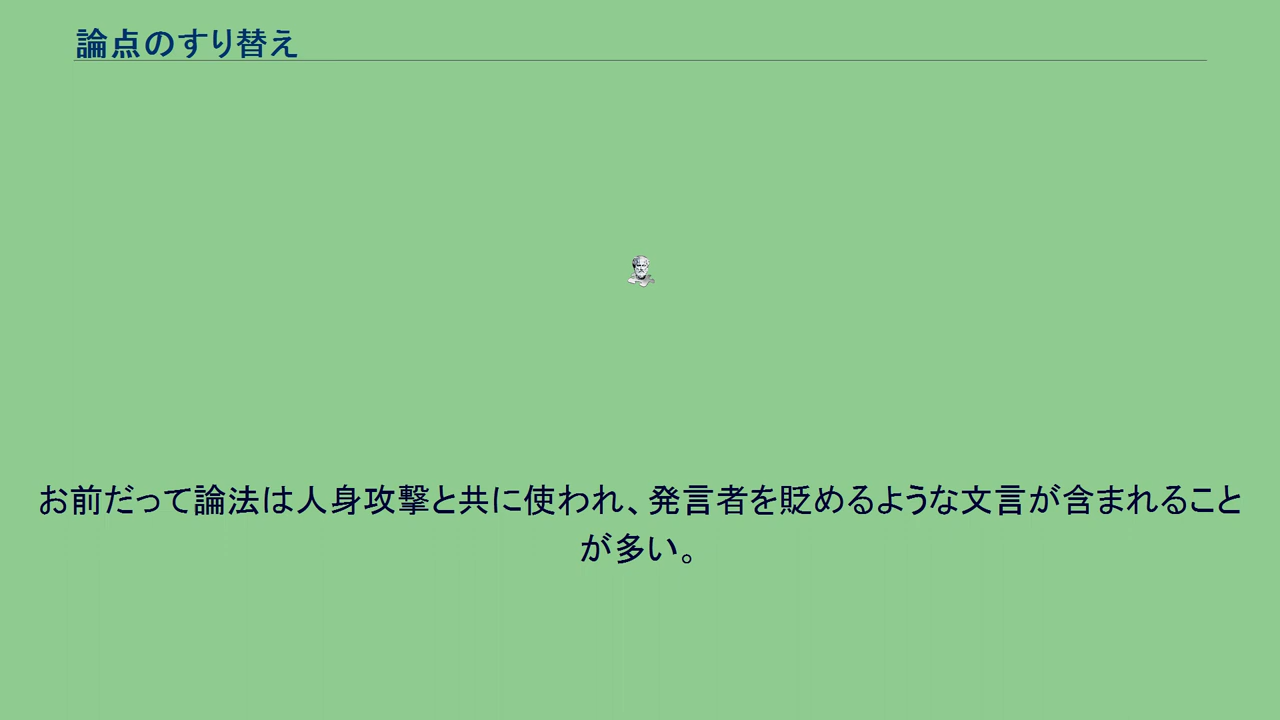 論点のすり替え
お前だって論法は人身攻撃と共に使われ、発言者を貶めるような文言が含まれること
が多い。